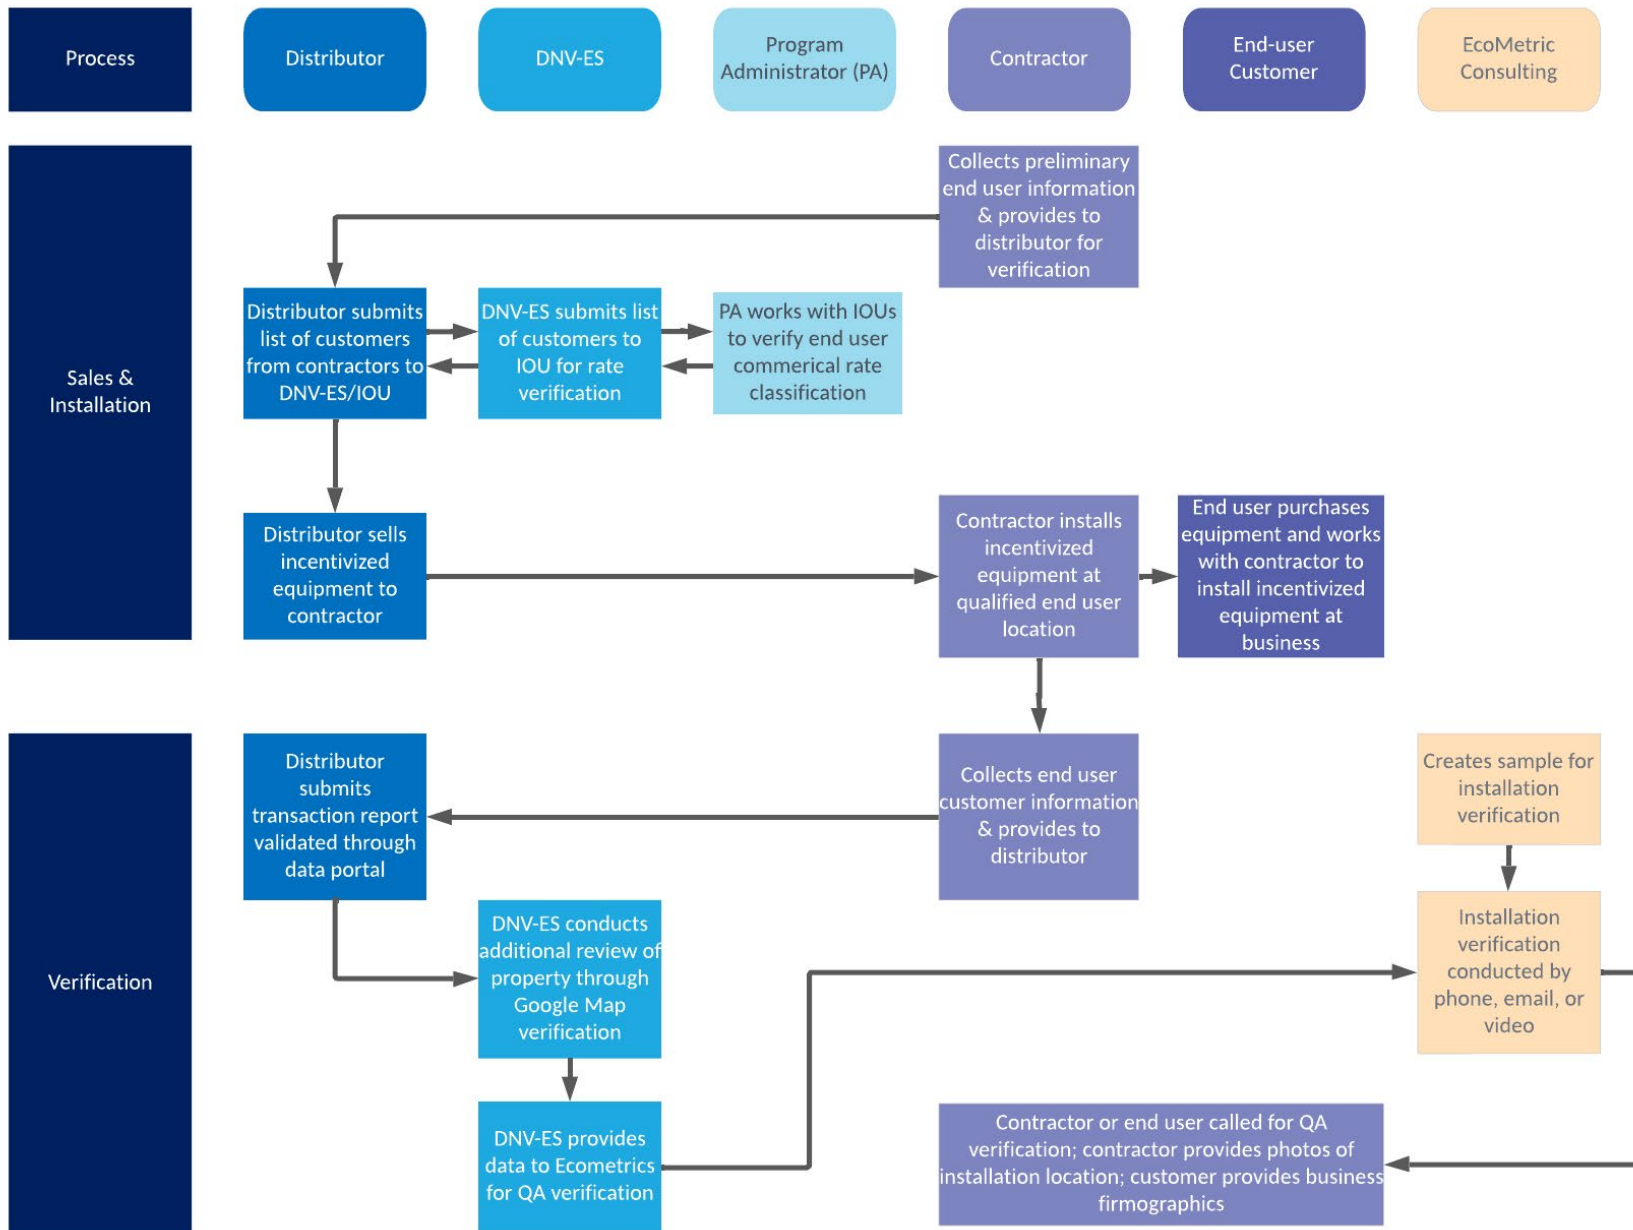 Process
Distributor
DNV-ES
Program
Administrator (PA)
Contractor
End-user
Customer
EcoMetric
Consulting
Sales &
Installation
Collects preliminary
end user information
& provides to
distributor for
verification
Distributor submits
list of customers
from contractors to
DNV-ES/IOU
DNV-ES submits list
of customers to
IOU for rate
verification
PA works with IOUs
to verify end user
commerical rate
classification
Distributor sells
incentivized
equipment to
contractor
Contractor installs
incentivized
equipment at
qualified end user
location
End user purchases
equipment and works
with contractor to
install incentivized
equipment at
business
Verification
Distributor
submits
transaction report
validated through
data portal
Collects end user
customer information
& provides to
distributor
Creates sample for
installation
verification
DNV-ES conducts
additional review of
property through
Google Map
verification
Installation
verification
conducted by
phone, email, or
video
DNV-ES provides
data to Ecometrics
for QA verification
Contractor or end user called for QA
verification; contractor provides photos of
installation location; customer provides business
firmographics